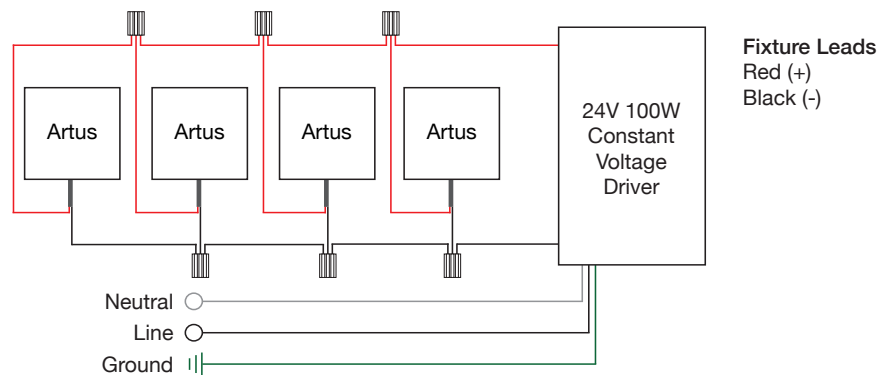 Artus
Artus
Artus
Artus
24V 100W
Constant
Voltage
Driver
Fixture Leads
Red (+)
Black (-)
Neutral
Line
Ground